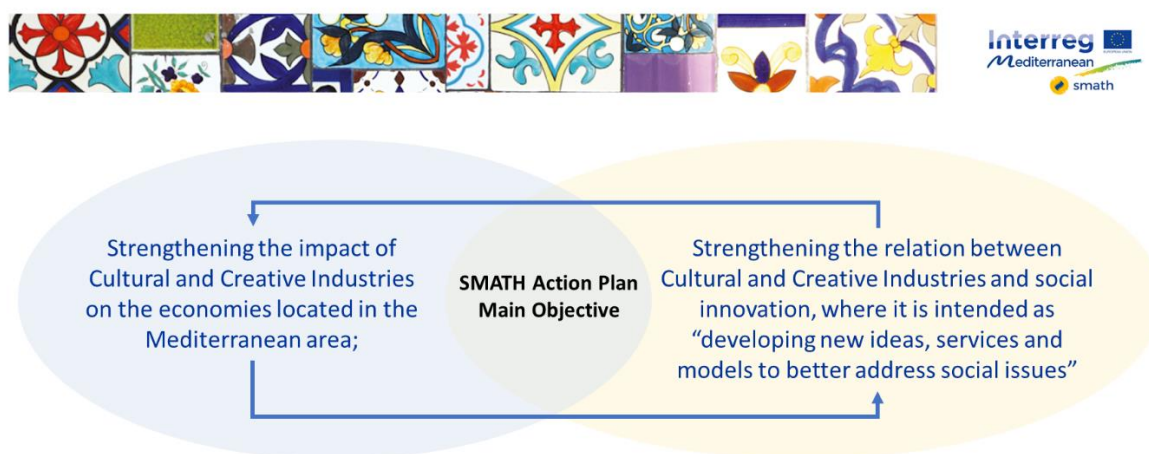 Interreg
Mediterranean
EUROPEAN UNION
smath
Strengthening the impact of
Cultural and Creative Industries
on the economies located in the
Mediterranean area;
SMATH Action Plan
Main Objective
Strengthening the relation between
Cultural and Creative Industries and social
innovation, where it is intended as
“developing new ideas, services and
models to better address social issues”